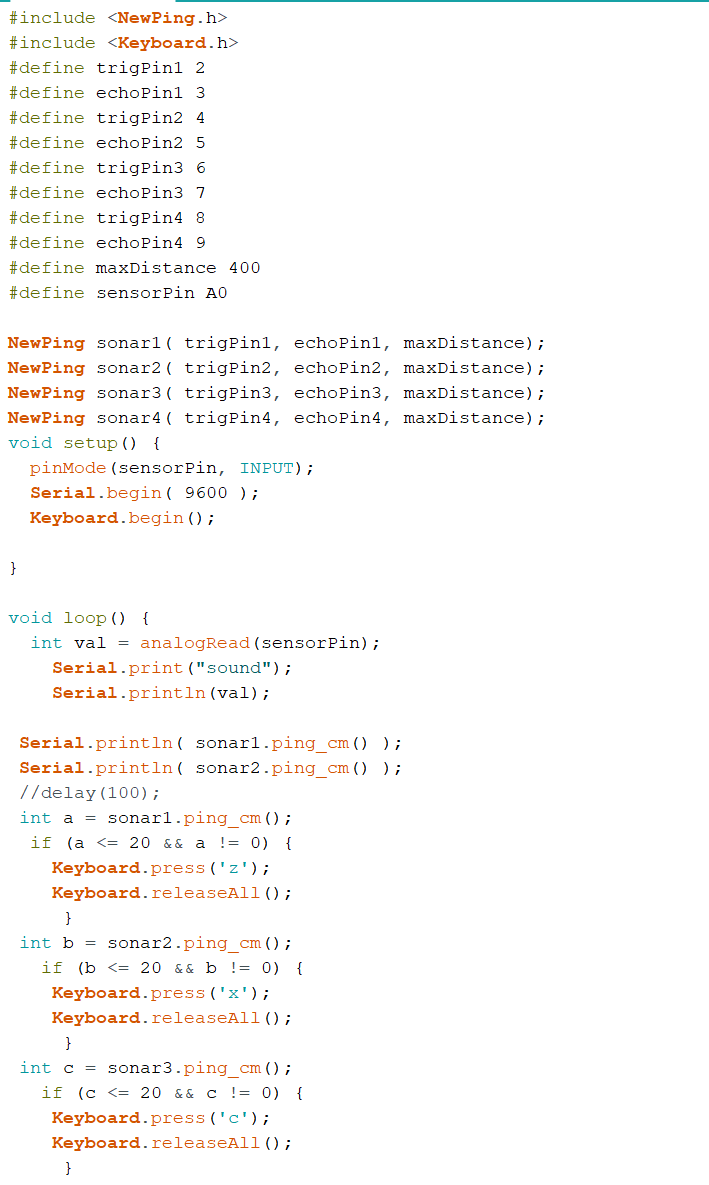 #include <NewPing.h>
#include <Keyboard.h>
#define trigPin1 2
#define echoPin1 3
#define trigPin2 4
#define echoPin2 5
#define trigPin3 6
#define echoPin3 7
#define trigPin4 8
#define echoPin4 9
#define maxDistance 400
#define sensorPin A0

NewPing sonar1( trigPin1, echoPin1, maxDistance);
NewPing sonar2( trigPin2, echoPin2, maxDistance);
NewPing sonar3( trigPin3, echoPin3, maxDistance);
NewPing sonar4( trigPin4, echoPin4, maxDistance);
void setup() {
  pinMode(sensorPin, INPUT);
  Serial.begin( 9600 );
  Keyboard.begin();

}

void loop() {
  int val = analogRead(sensorPin);
    Serial.print("sound");
    Serial.println(val);

 Serial.println( sonar1.ping_cm() );
 Serial.println( sonar2.ping_cm() );
 //delay(100);
 int a = sonar1.ping_cm();
  if (a <= 20 && a != 0) {
    Keyboard.press('z');
    Keyboard.releaseAll();
     }
 int b = sonar2.ping_cm();
   if (b <= 20 && b != 0) {
    Keyboard.press('x');
    Keyboard.releaseAll();
     }
 int c = sonar3.ping_cm();
   if (c <= 20 && c != 0) {
    Keyboard.press('c');
    Keyboard.releaseAll();
     }